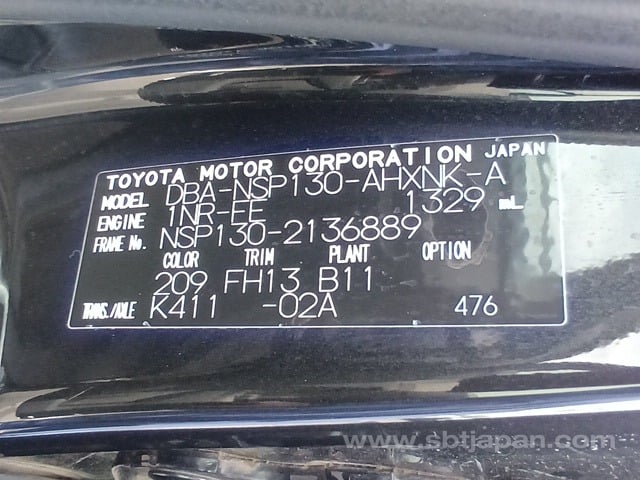 TOYOTA MOTOR CORPORATION JAPAN
MODEL DBA-NSP130-AHXNK-A
ENGINE 1NR-FE 1329 mL
FRAME No. NSP130-2136889
COLOR TRIM PLANT OPTION
209 FH13 B11
TRANS./AXLE K411 -02A 476
www.sbtjapan.com